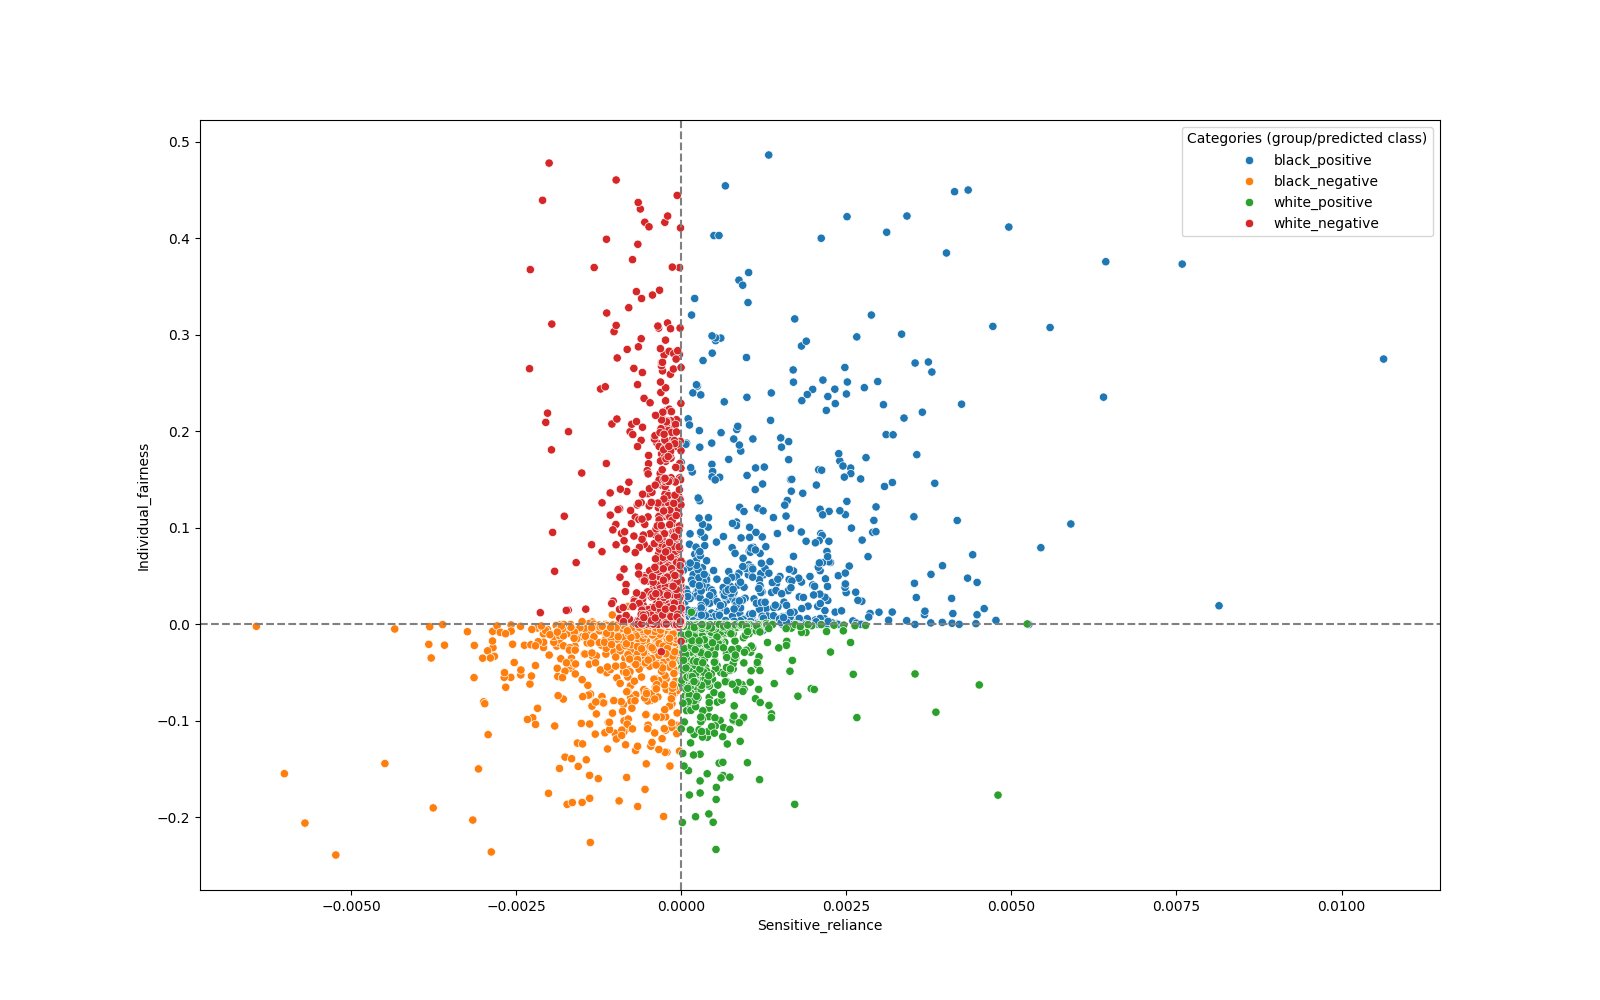 Categories (group/predicted class)
black_positive
black_negative
white_positive
white_negative
0.5
0.4
0.3
0.2
0.1
0.0
−0.1
−0.2
Individual_fairness
−0.0050
−0.0025
0.0000
0.0025
0.0050
0.0075
0.0100
Sensitive_reliance